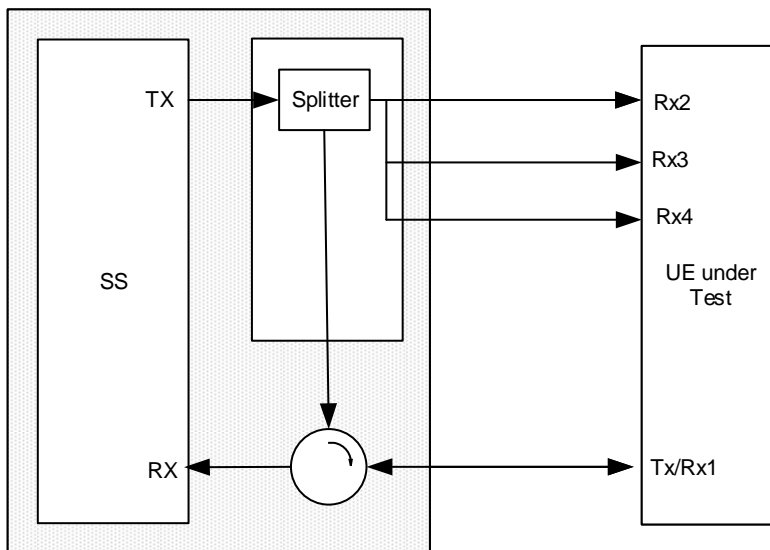 TX
Splitter
Rx2
Rx3
Rx4
SS
UE under
Test
RX
Tx/Rx1